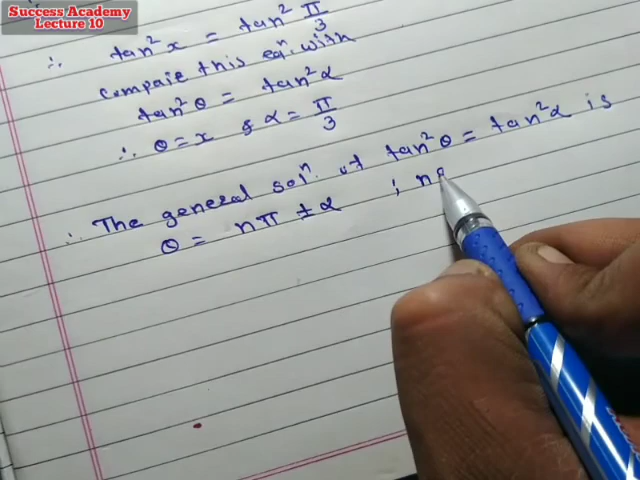 Success Academy
Lecture 10
∴ tan²x = tan² π/3
compare this eqⁿ. with
tan²θ = tan²α
∴ θ = x & α = π/3
∴ The general solⁿ. of tan²θ = tan²α is
θ = nπ ± α ; n